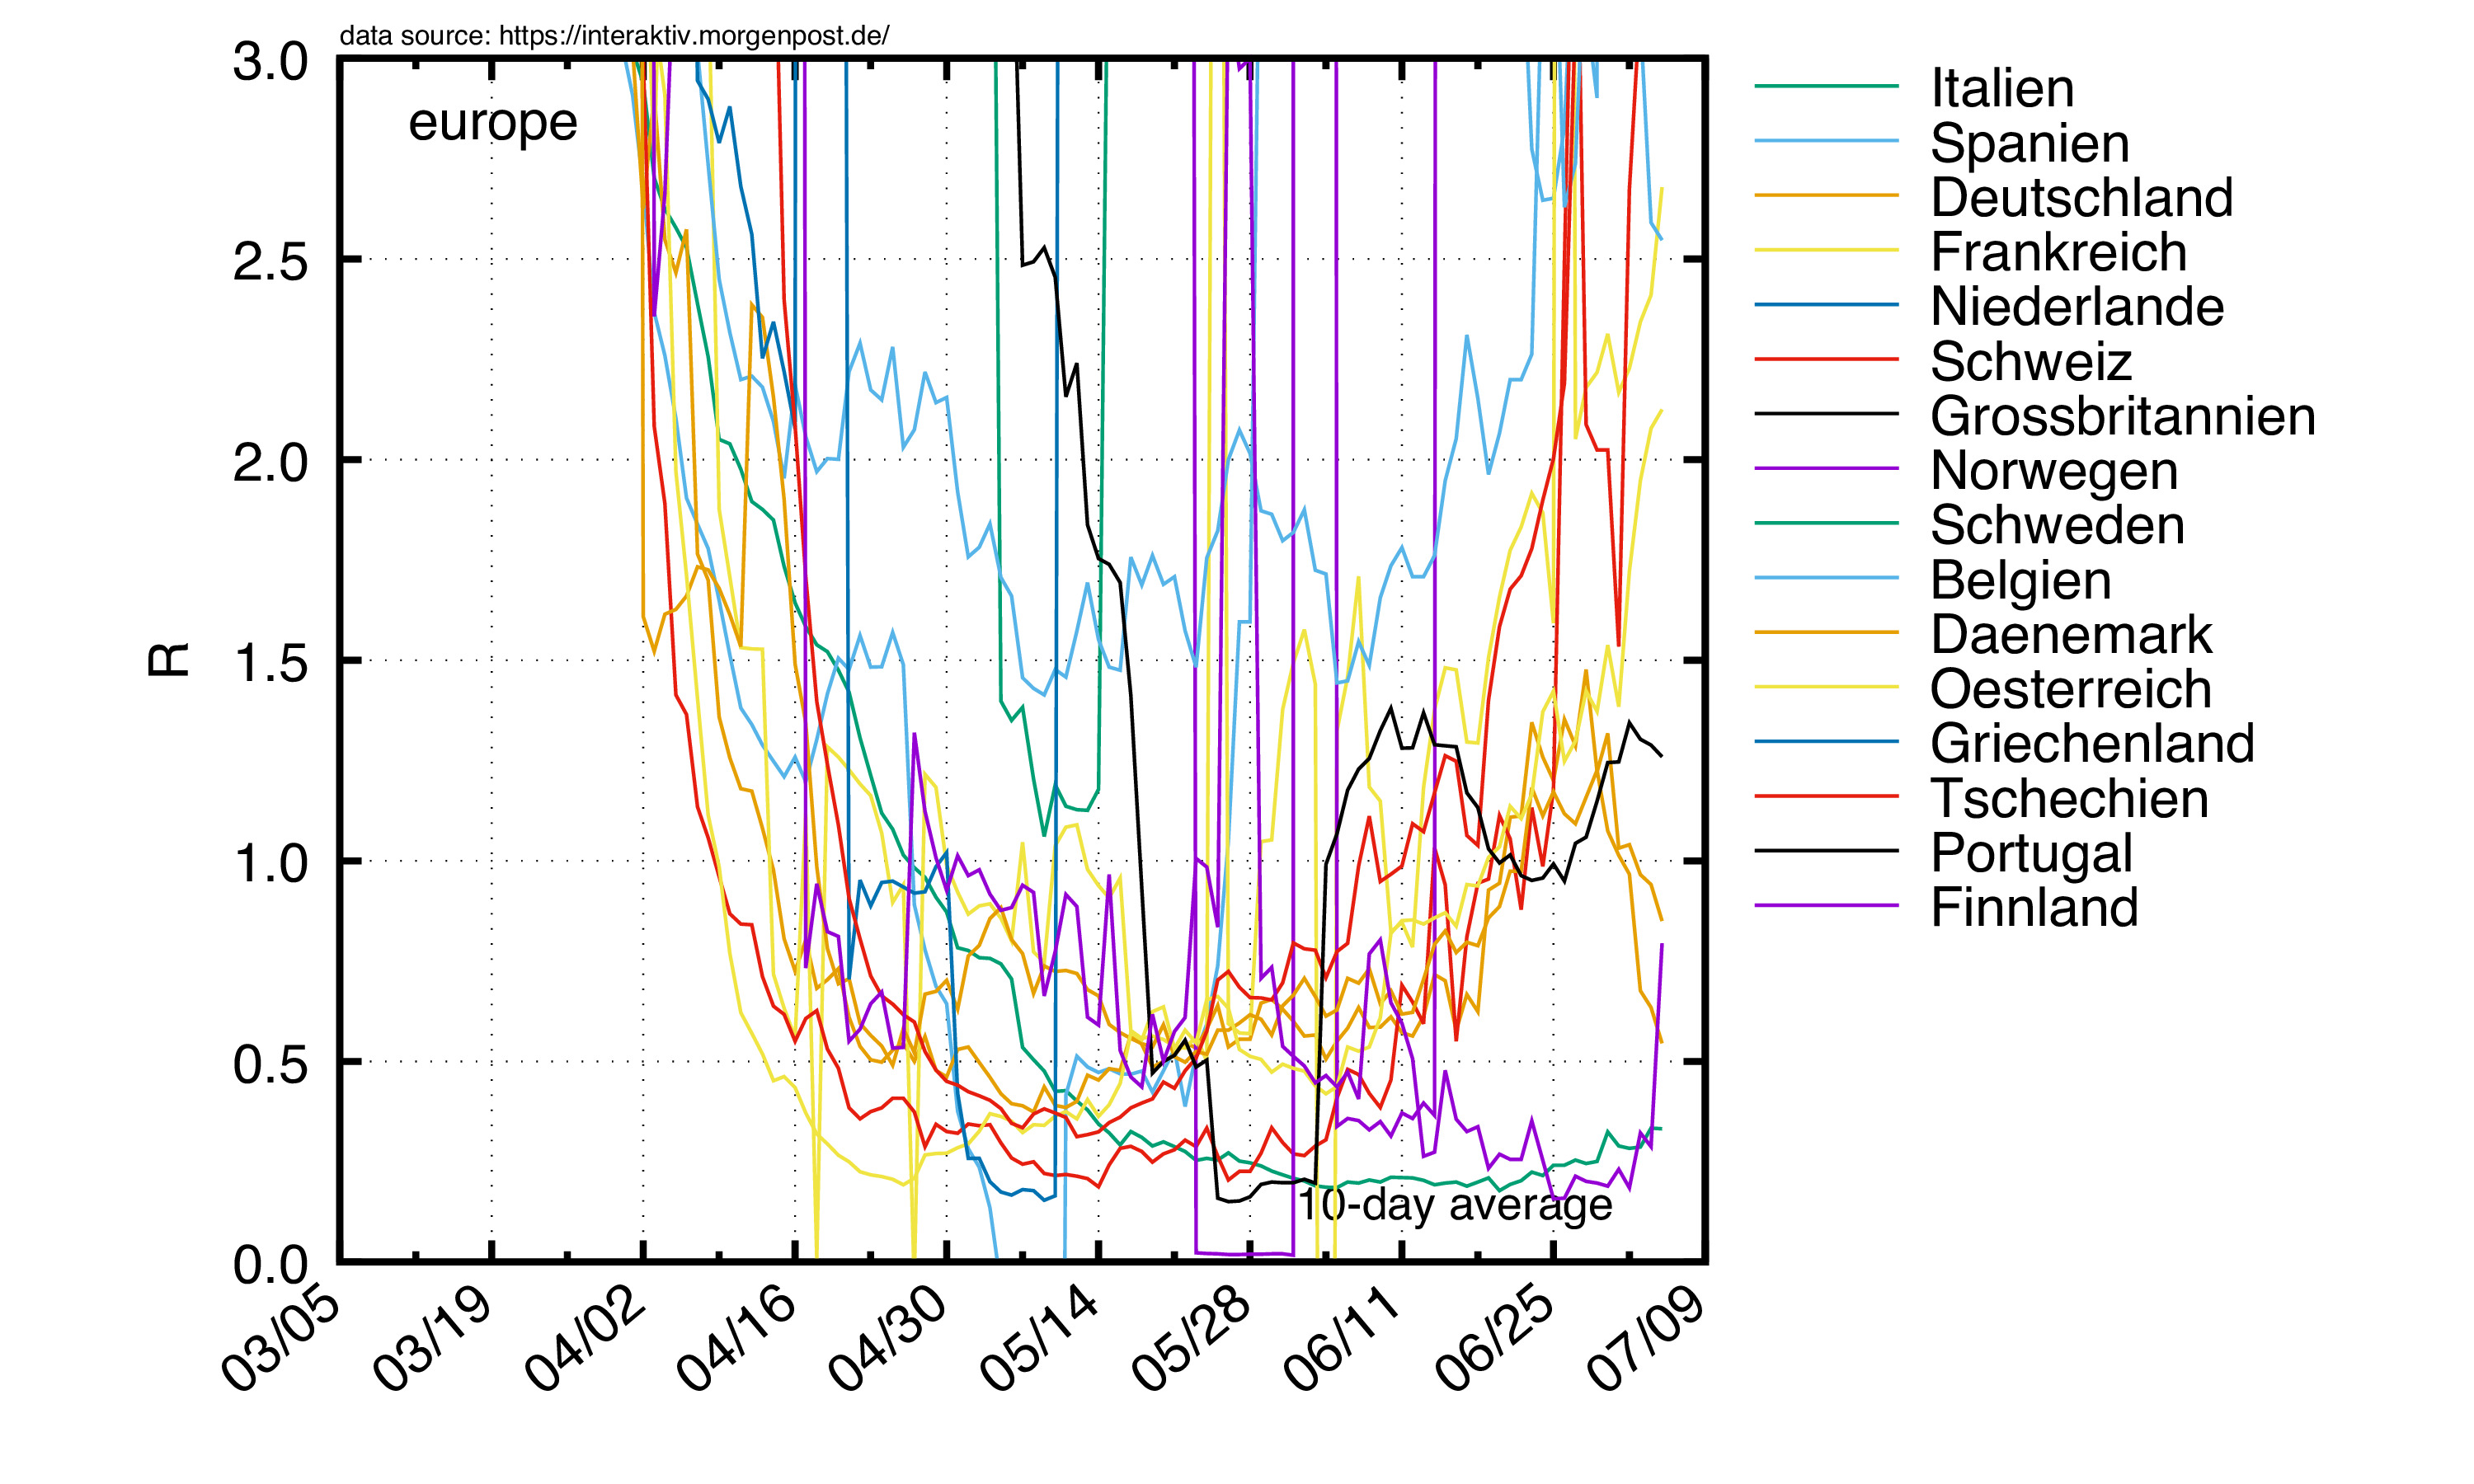 data source: https://interaktiv.morgenpost.de/
europe
3.0
2.5
2.0
1.5
1.0
0.5
0.0
R
10-day average
03/05
03/19
04/02
04/16
04/30
05/14
05/28
06/11
06/25
07/09
Italien
Spanien
Deutschland
Frankreich
Niederlande
Schweiz
Grossbritannien
Norwegen
Schweden
Belgien
Daenemark
Oesterreich
Griechenland
Tschechien
Portugal
Finnland